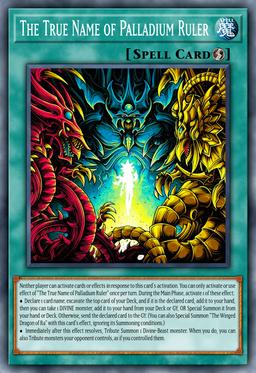 THE TRUE NAME OF PALLADIUM RULER
SPELL
魔
[SPELL CARD]
Neither player can activate cards or effects in response to this card's activation. You can only activate or use
effect of "The True Name of Palladium Ruler" once per turn. During the Main Phase, activate 1 of these effect;
● Declare 1 card name, excavate the top card of your Deck, and if it is the declared card, add it to your hand,
then you can take 1 DIVINE monster, add it to your hand from your Deck or GY, OR Special Summon it from
your hand or Deck. Otherwise, send the declared card to the GY. (You can also Special Summon "The Winged
Dragon of Ra" with this card's effect, ignoring its Summoning conditions.)
● Immediately after this effect resolves, Tribute Summon 1 Divine-Beast monster. When you do, you can
also Tribute monsters your opponent controls, as if you controlled them.